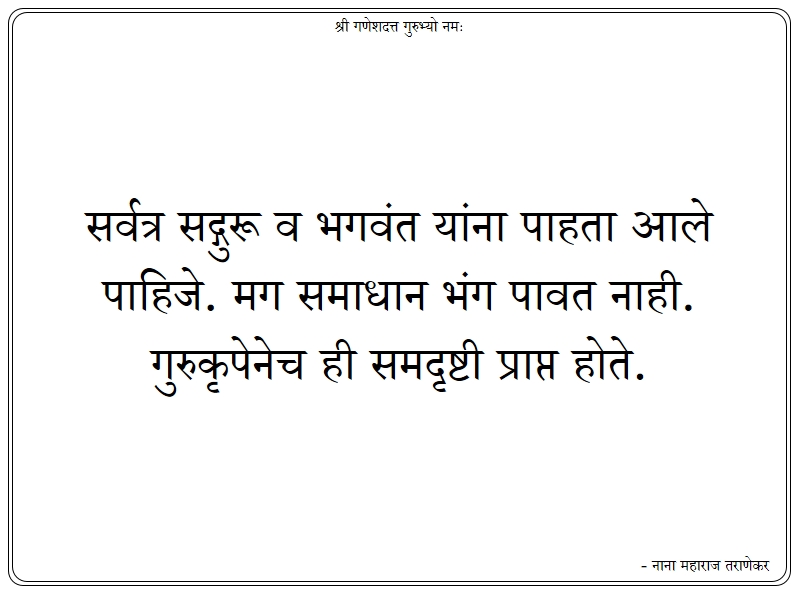 श्री गणेशदत्त गुरुभ्यो नमः
सर्वत्र सद्गुरू व भगवंत यांना पाहता आले
पाहिजे. मग समाधान भंग पावत नाही.
गुरुकृपेनेच ही समदृष्टी प्राप्त होते.
- नाना महाराज तराणेकर